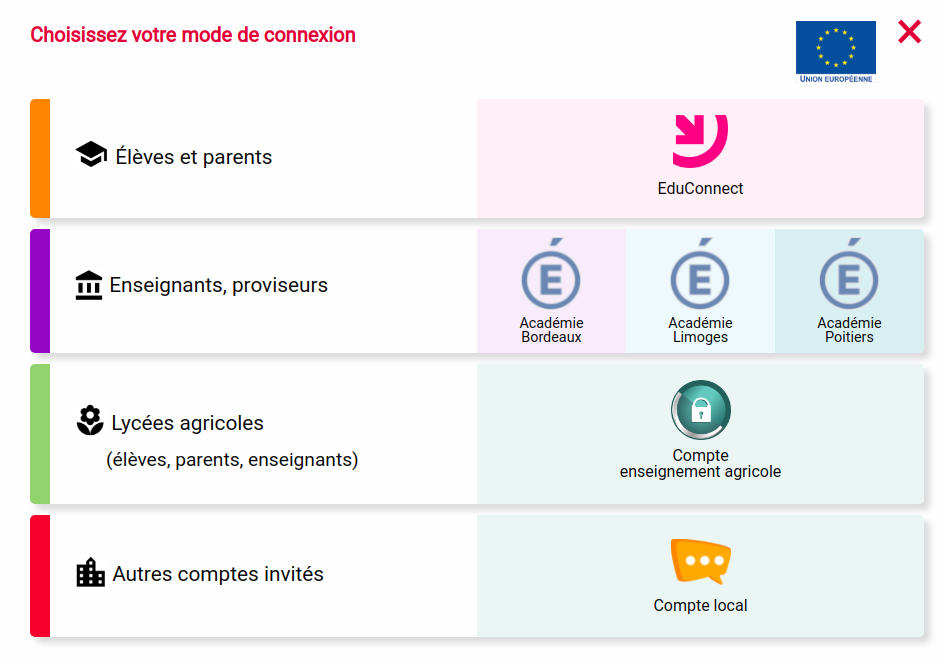 Choisissez votre mode de connexion
UNION EUROPÉENNE
Élèves et parents
EduConnect
Enseignants, proviseurs
É
Académie
Bordeaux
É
Académie
Limoges
É
Académie
Poitiers
Lycées agricoles
(élèves, parents, enseignants)
Compte
enseignement agricole
Autres comptes invités
Compte local